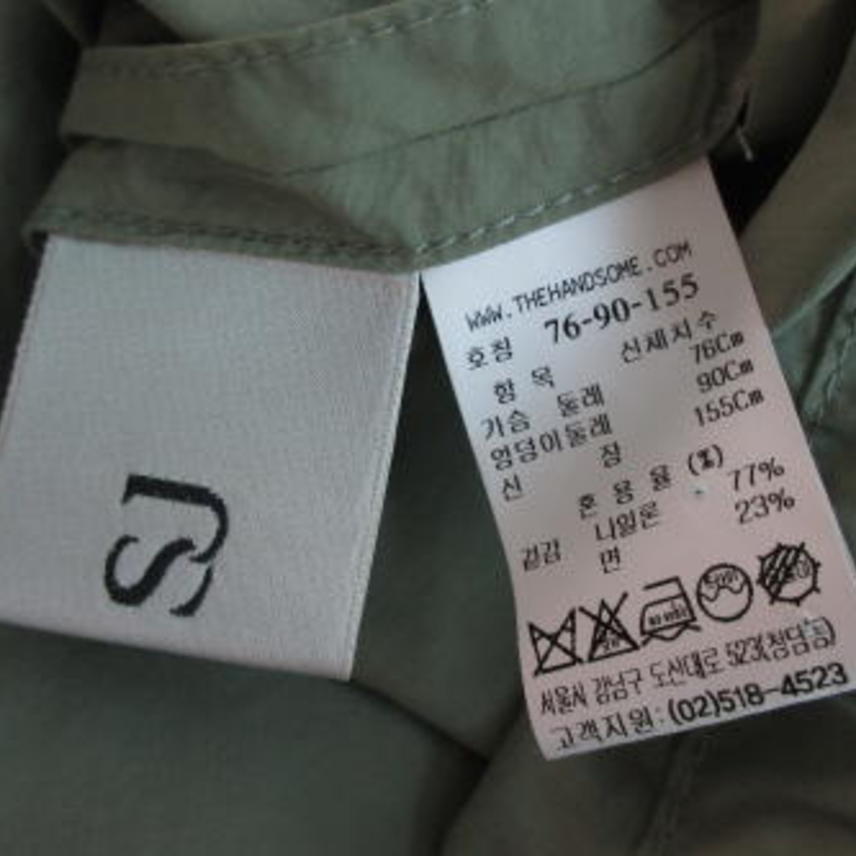 SJ
WWW.THEHANDSOME.COM
호칭 76-90-155
항 목 신체치수
가슴 둘레 76Cm
엉덩이둘레 90Cm
신 장 155Cm
혼 용 율 (%)
겉감 나일론 77%
면 23%
서울시 강남구 도산대로 523(청담동)
고객지원:(02)518-4523